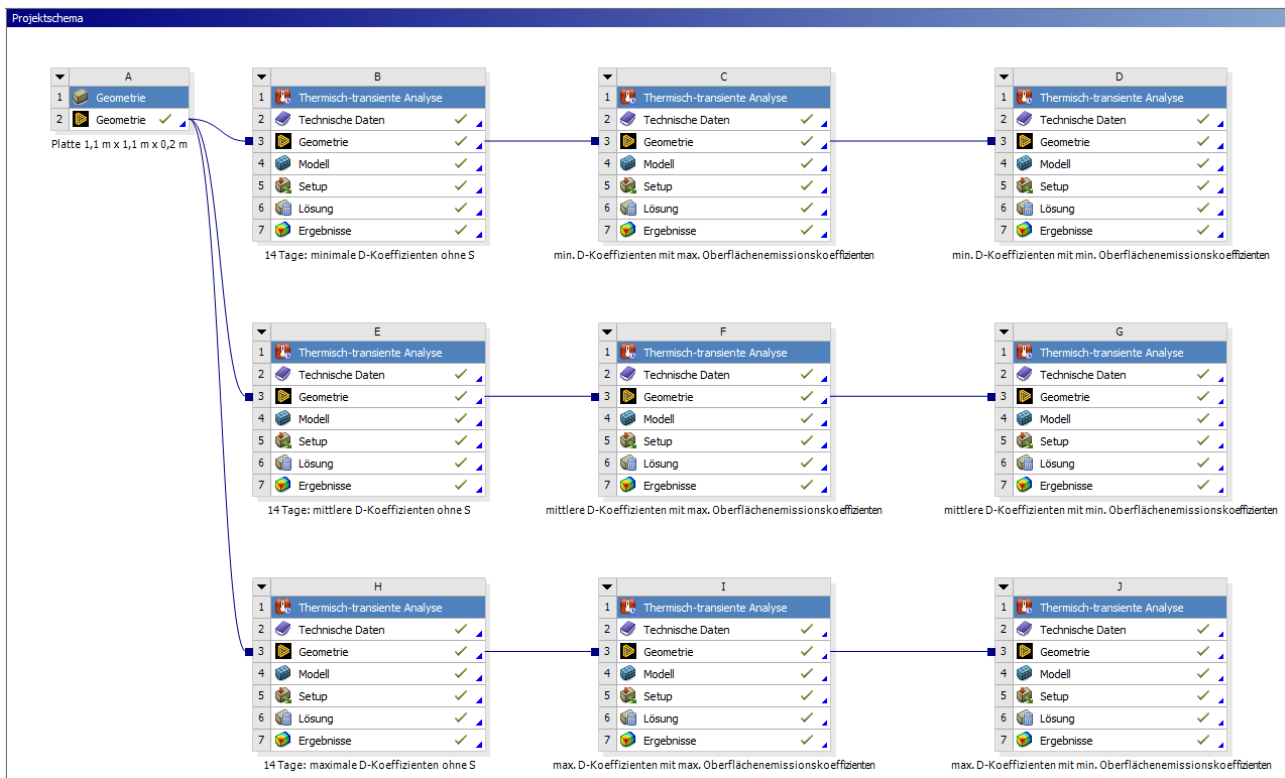 Projektschema
A
1 Geometrie
2 Geometrie
Platte 1,1 m x 1,1 m x 0,2 m
B
1 Thermisch-transiente Analyse
2 Technische Daten
3 Geometrie
4 Modell
5 Setup
6 Lösung
7 Ergebnisse
14 Tage: minimale D-Koeffizienten ohne S
C
1 Thermisch-transiente Analyse
2 Technische Daten
3 Geometrie
4 Modell
5 Setup
6 Lösung
7 Ergebnisse
min. D-Koeffizienten mit max. Oberflächenemissionskoeffizienten
D
1 Thermisch-transiente Analyse
2 Technische Daten
3 Geometrie
4 Modell
5 Setup
6 Lösung
7 Ergebnisse
min. D-Koeffizienten mit min. Oberflächenemissionskoeffizienten
E
1 Thermisch-transiente Analyse
2 Technische Daten
3 Geometrie
4 Modell
5 Setup
6 Lösung
7 Ergebnisse
14 Tage: mittlere D-Koeffizienten ohne S
F
1 Thermisch-transiente Analyse
2 Technische Daten
3 Geometrie
4 Modell
5 Setup
6 Lösung
7 Ergebnisse
mittlere D-Koeffizienten mit max. Oberflächenemissionskoeffizienten
G
1 Thermisch-transiente Analyse
2 Technische Daten
3 Geometrie
4 Modell
5 Setup
6 Lösung
7 Ergebnisse
mittlere D-Koeffizienten mit min. Oberflächenemissionskoeffizienten
H
1 Thermisch-transiente Analyse
2 Technische Daten
3 Geometrie
4 Modell
5 Setup
6 Lösung
7 Ergebnisse
14 Tage: maximale D-Koeffizienten ohne S
I
1 Thermisch-transiente Analyse
2 Technische Daten
3 Geometrie
4 Modell
5 Setup
6 Lösung
7 Ergebnisse
max. D-Koeffizienten mit max. Oberflächenemissionskoeffizienten
J
1 Thermisch-transiente Analyse
2 Technische Daten
3 Geometrie
4 Modell
5 Setup
6 Lösung
7 Ergebnisse
max. D-Koeffizienten mit min. Oberflächenemissionskoeffizienten